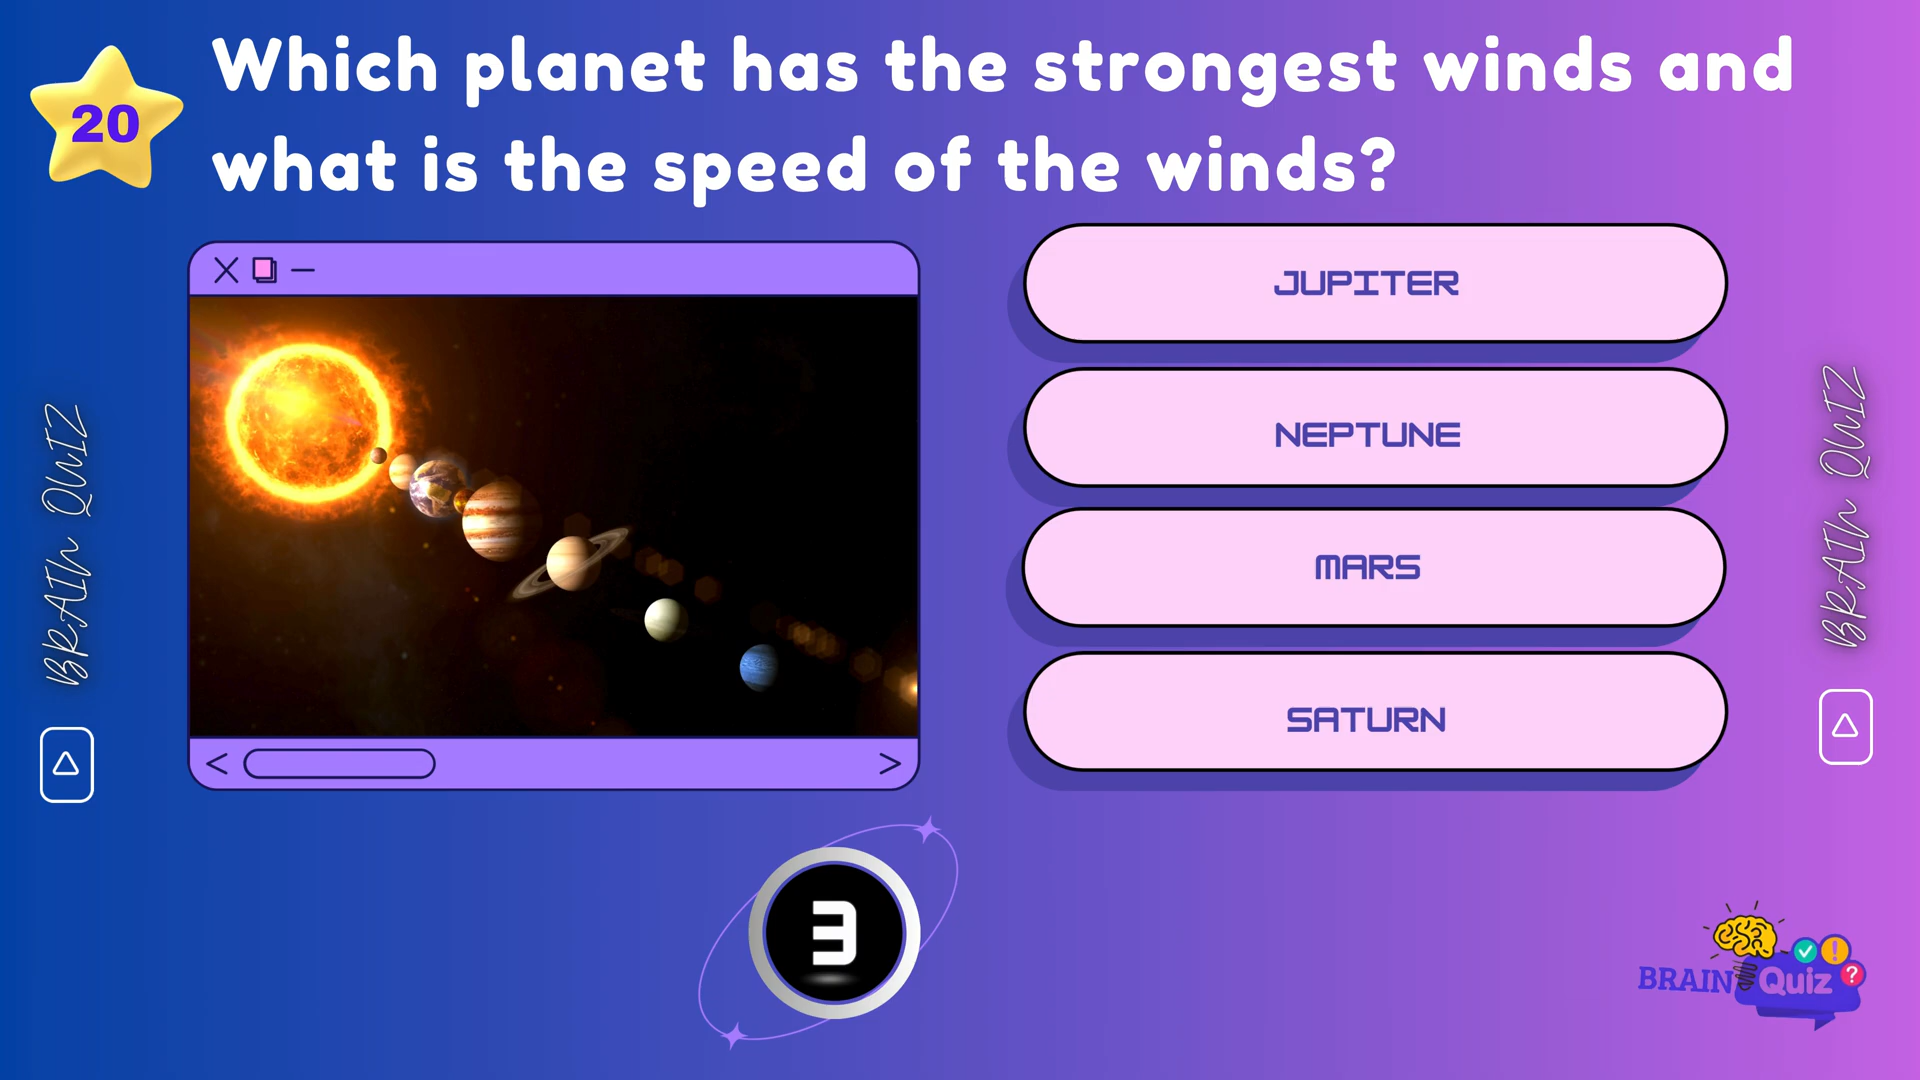 20
Which planet has the strongest winds and
what is the speed of the winds?
JUPITER
NEPTUNE
MARS
SATURN
BRAIN QUIZ
BRAIN QUIZ
3
BRAIN Quiz